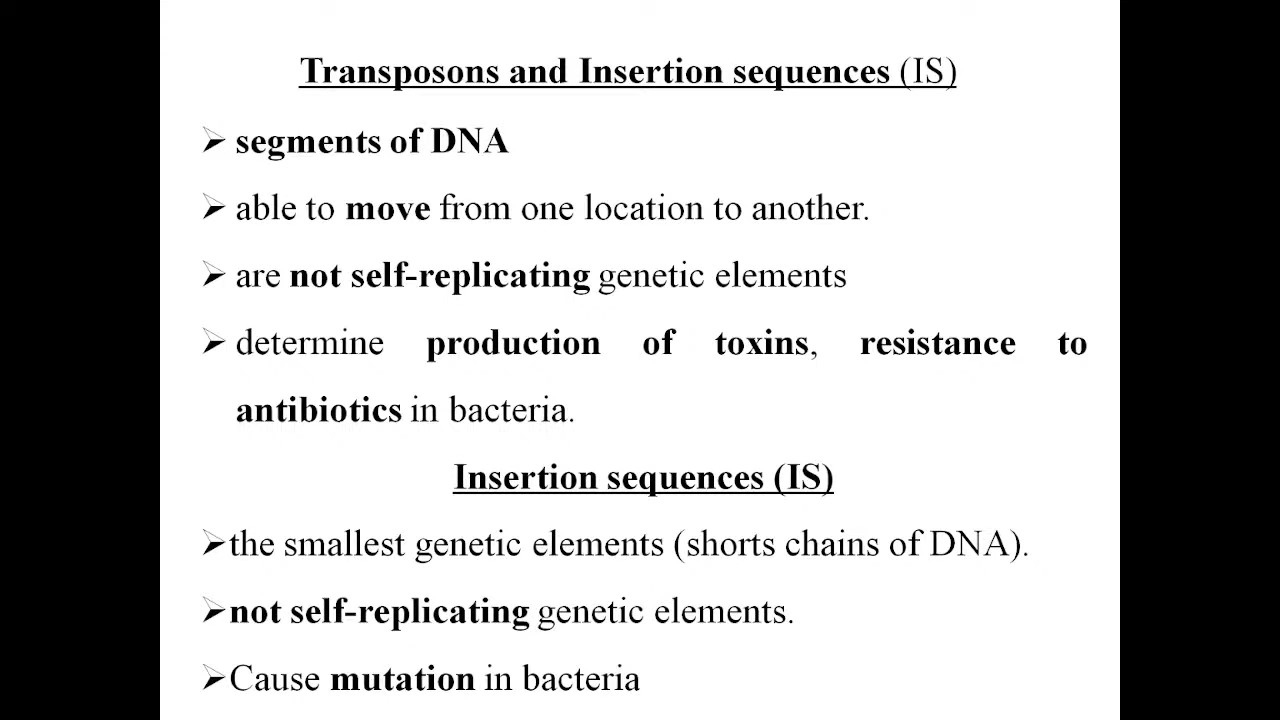 Transposons and Insertion sequences (IS)
➢ segments of DNA
➢ able to move from one location to another.
➢ are not self-replicating genetic elements
➢ determine production of toxins, resistance to
antibiotics in bacteria.
Insertion sequences (IS)
➢the smallest genetic elements (shorts chains of DNA).
➢not self-replicating genetic elements.
➢Cause mutation in bacteria